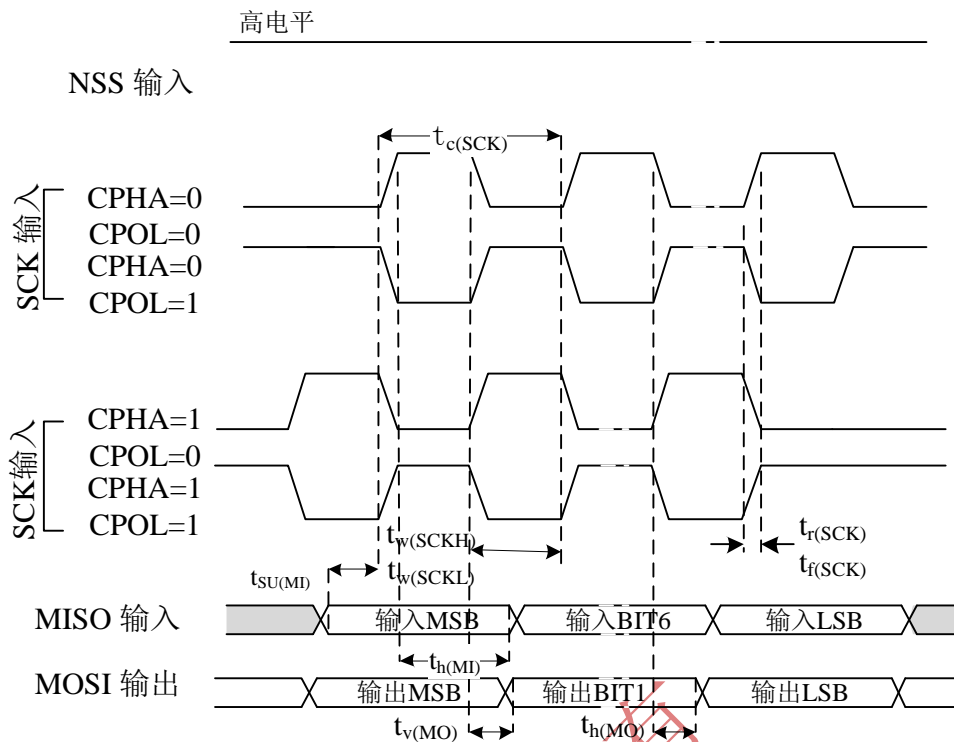 高电平
NSS 输入
tc(SCK)
SCK 输入
CPHA=0
CPOL=0
CPHA=0
CPOL=1
SCK输入
CPHA=1
CPOL=0
CPHA=1
CPOL=1
tw(SCKH)
tw(SCKL)
tr(SCK)
tf(SCK)
tSU(MI)
MISO 输入
输入MSB
输入BIT6
输入LSB
th(MI)
MOSI 输出
输出MSB
输出BIT1
输出LSB
tv(MO)
th(MO)